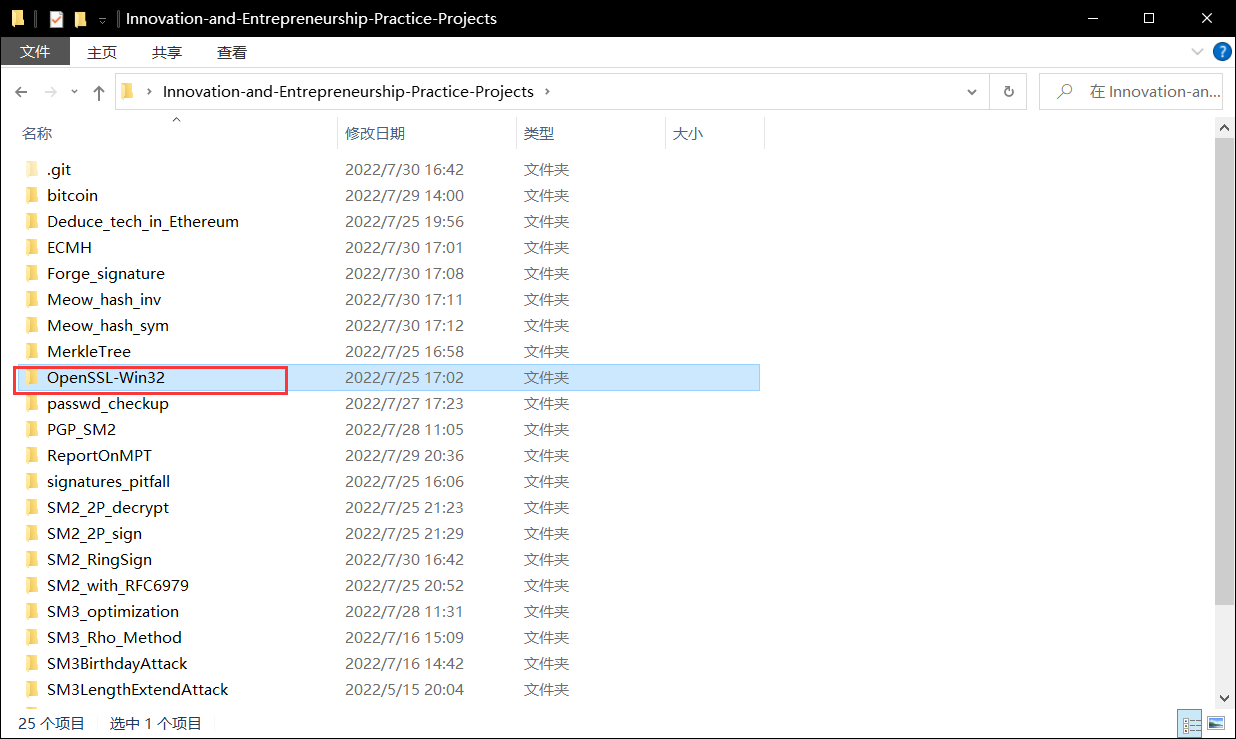 Innovation-and-Entrepreneurship-Practice-Projects
文件 主页 共享 查看
Innovation-and-Entrepreneurship-Practice-Projects 在 Innovation-an...
名称 修改日期 类型 大小
.git 2022/7/30 16:42 文件夹
bitcoin 2022/7/29 14:00 文件夹
Deduce_tech_in_Ethereum 2022/7/25 19:56 文件夹
ECMH 2022/7/30 17:01 文件夹
Forge_signature 2022/7/30 17:08 文件夹
Meow_hash_inv 2022/7/30 17:11 文件夹
Meow_hash_sym 2022/7/30 17:12 文件夹
MerkleTree 2022/7/25 16:58 文件夹
OpenSSL-Win32 2022/7/25 17:02 文件夹
passwd_checkup 2022/7/27 17:23 文件夹
PGP_SM2 2022/7/28 11:05 文件夹
ReportOnMPT 2022/7/29 20:36 文件夹
signatures_pitfall 2022/7/25 16:06 文件夹
SM2_2P_decrypt 2022/7/25 21:23 文件夹
SM2_2P_sign 2022/7/25 21:29 文件夹
SM2_RingSign 2022/7/30 16:42 文件夹
SM2_with_RFC6979 2022/7/25 20:52 文件夹
SM3_optimization 2022/7/28 11:31 文件夹
SM3_Rho_Method 2022/7/16 15:09 文件夹
SM3BirthdayAttack 2022/7/16 14:42 文件夹
SM3LengthExtendAttack 2022/5/15 20:04 文件夹
25 个项目 选中 1 个项目